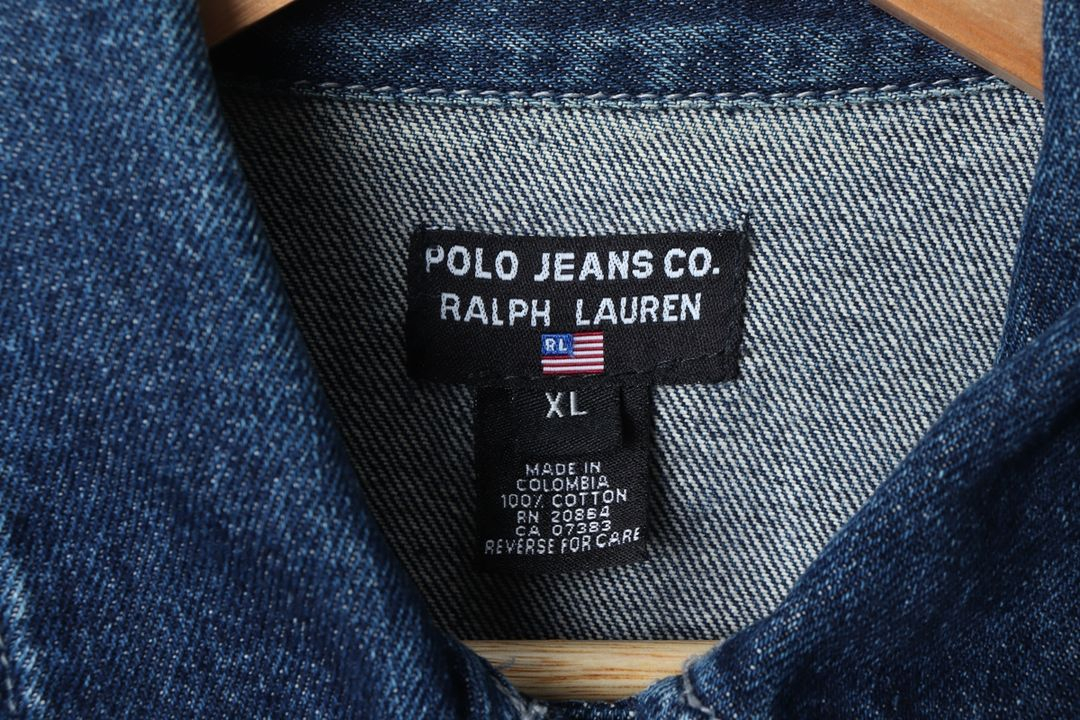 POLO JEANS CO.
RALPH LAUREN
RL
XL
MADE IN
COLOMBIA
100% COTTON
RN 20864
CA 07383
REVERSE FOR CARE